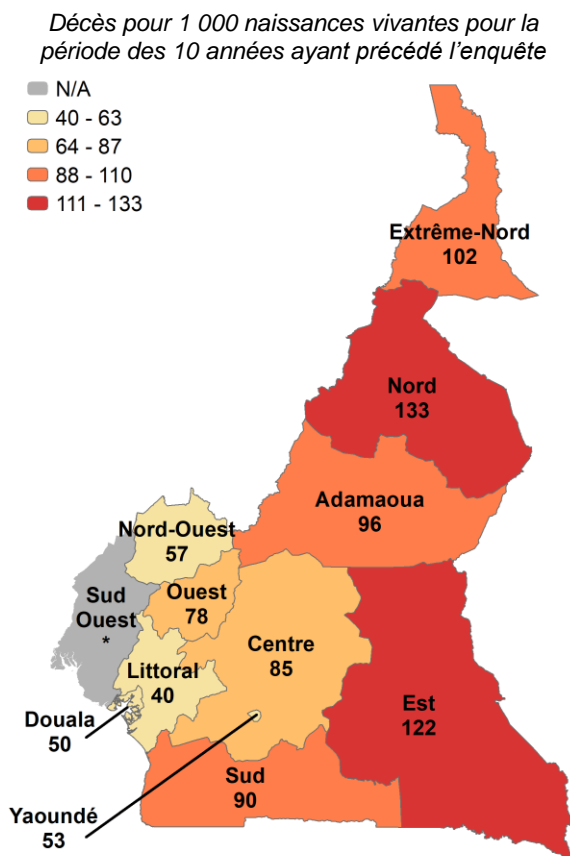 Décès pour 1 000 naissances vivantes pour la
période des 10 années ayant précédé l’enquête
N/A
40 - 63
64 - 87
88 - 110
111 - 133
Extrême-Nord
102
Nord
133
Adamaoua
96
Nord-Ouest
57
Sud
Ouest
*
Ouest
78
Centre
85
Littoral
40
Douala
50
Est
122
Sud
90
Yaoundé
53